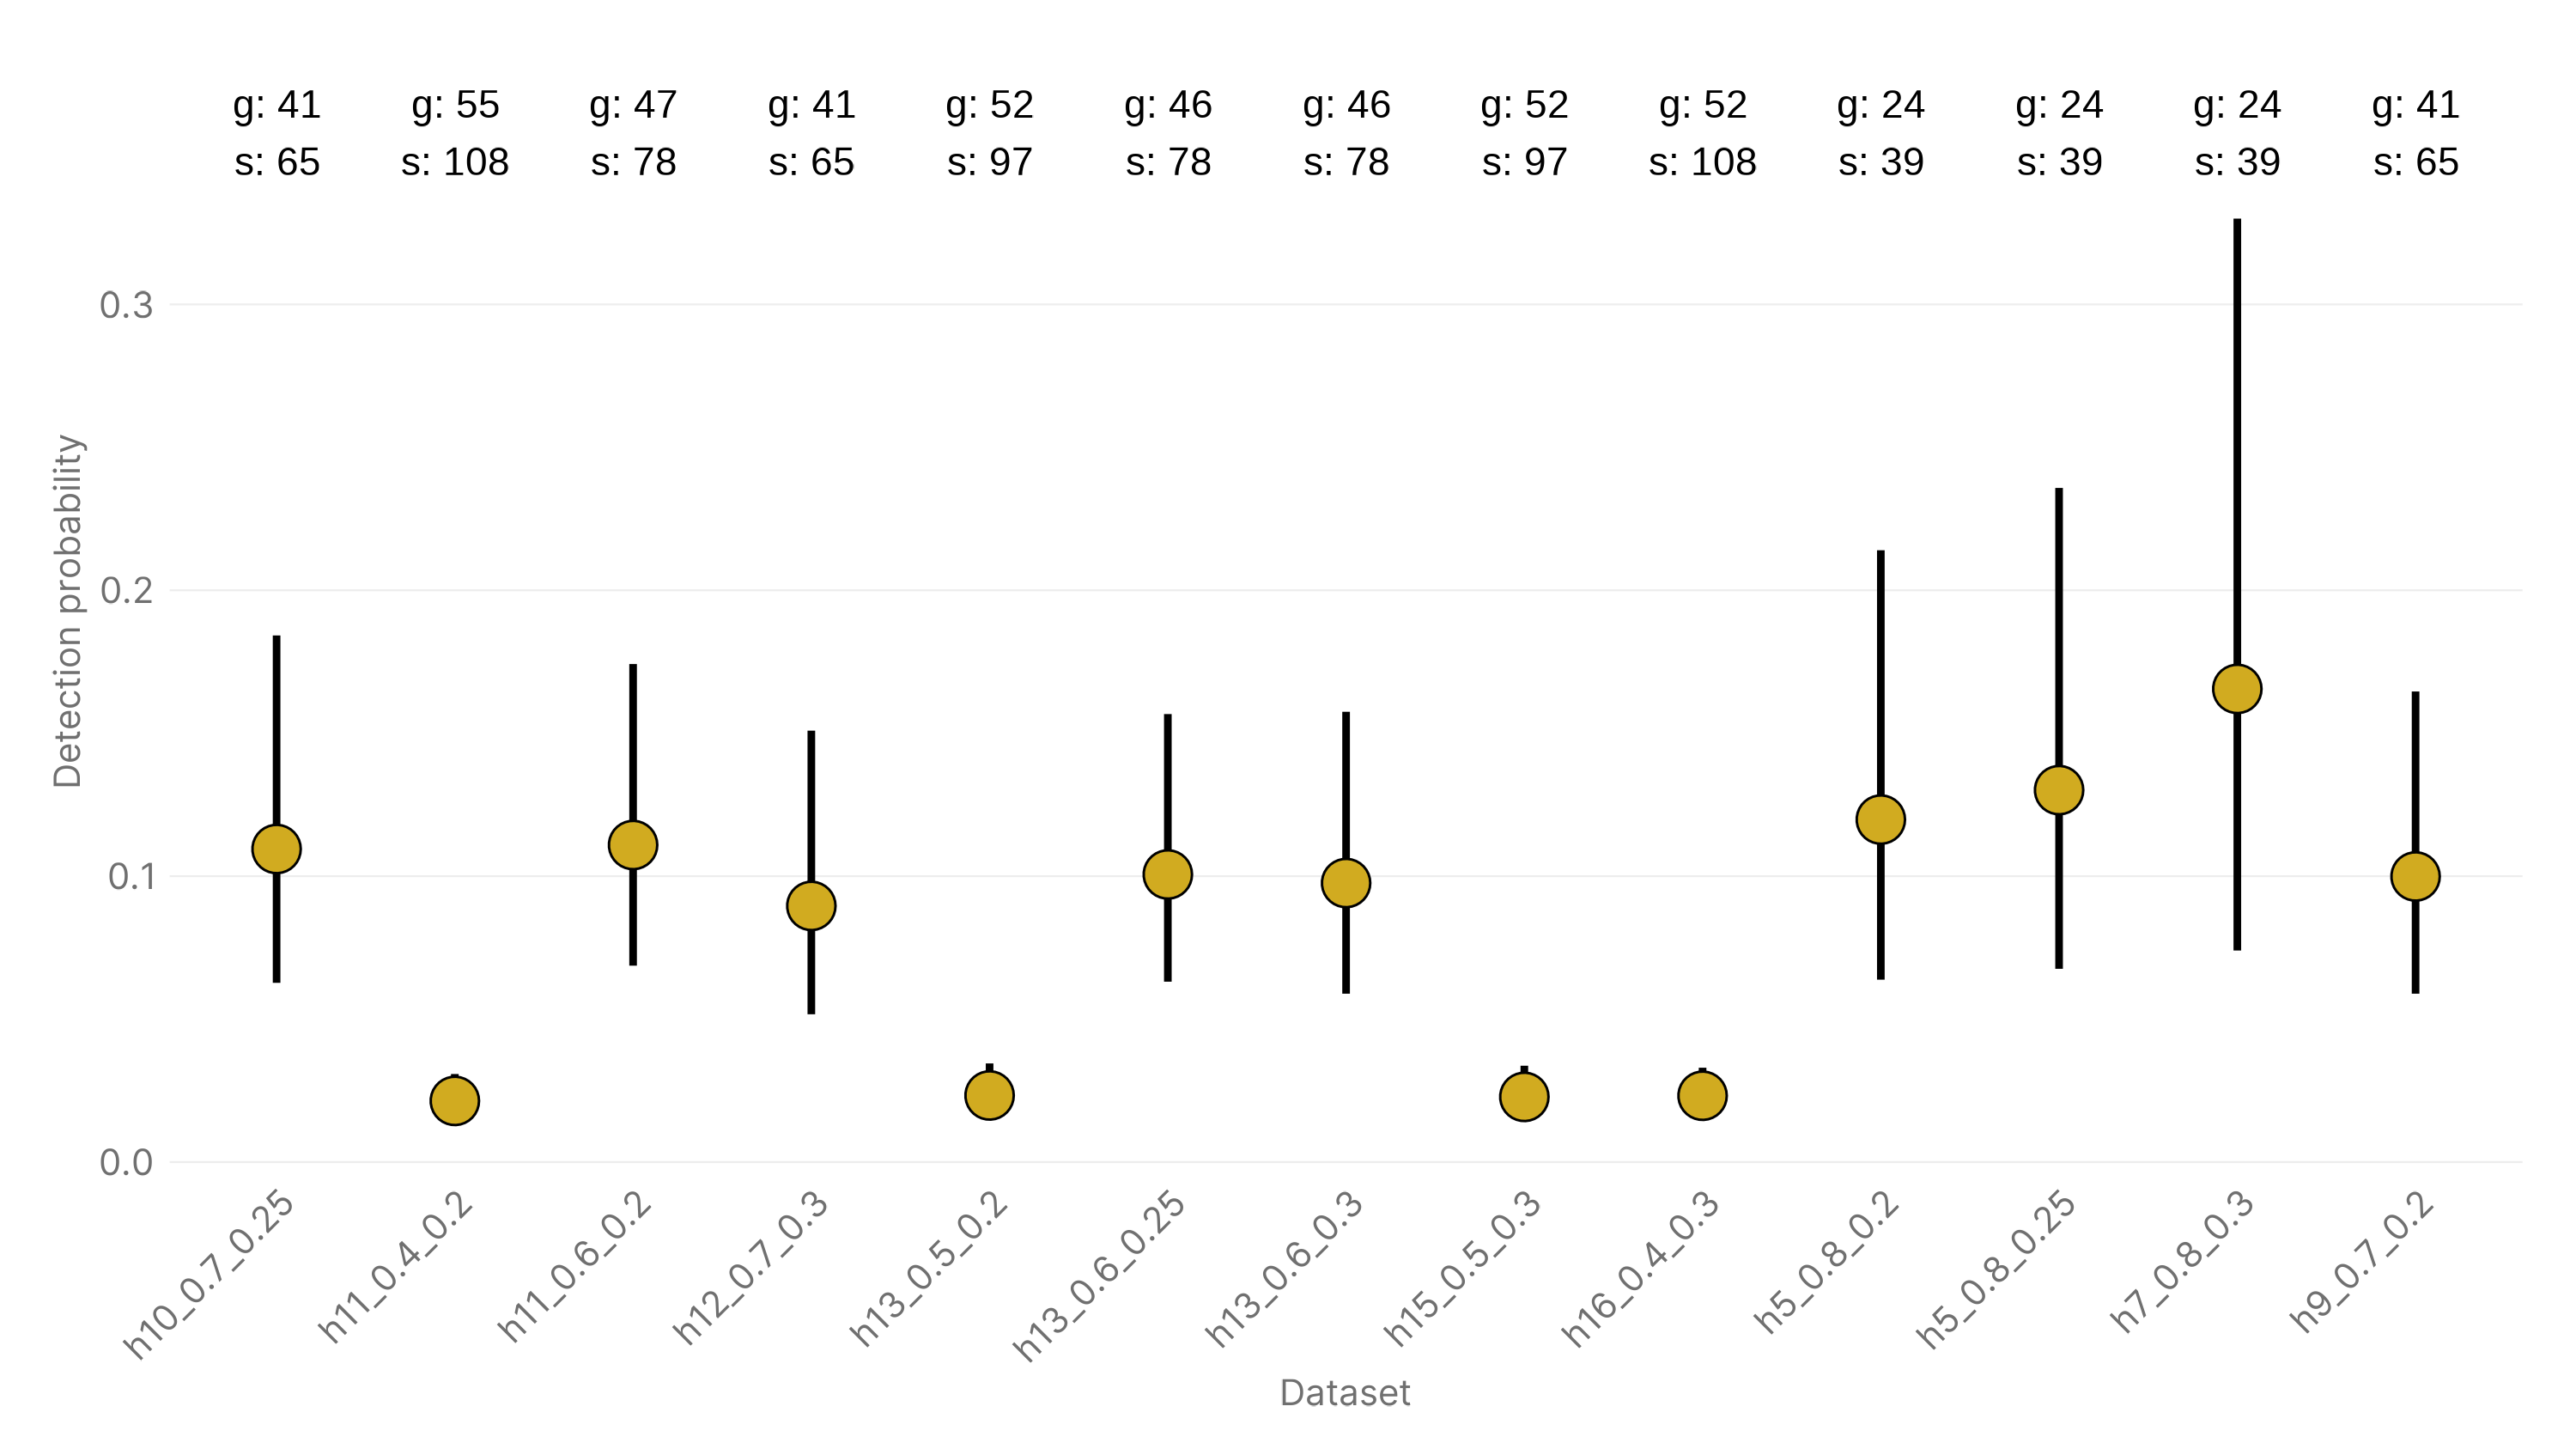 g: 41 g: 55 g: 47 g: 41 g: 52 g: 46 g: 46 g: 52 g: 52 g: 24 g: 24 g: 24 g: 41
s: 65 s: 108 s: 78 s: 65 s: 97 s: 78 s: 78 s: 97 s: 108 s: 39 s: 39 s: 39 s: 65
0.3
0.2
0.1
0.0
Detection probability
h10_0.7_0.25
h11_0.4_0.2
h11_0.6_0.2
h12_0.7_0.3
h13_0.5_0.2
h13_0.6_0.25
h13_0.6_0.3
h15_0.5_0.3
h16_0.4_0.3
h5_0.8_0.2
h5_0.8_0.25
h7_0.8_0.3
h9_0.7_0.2
Dataset